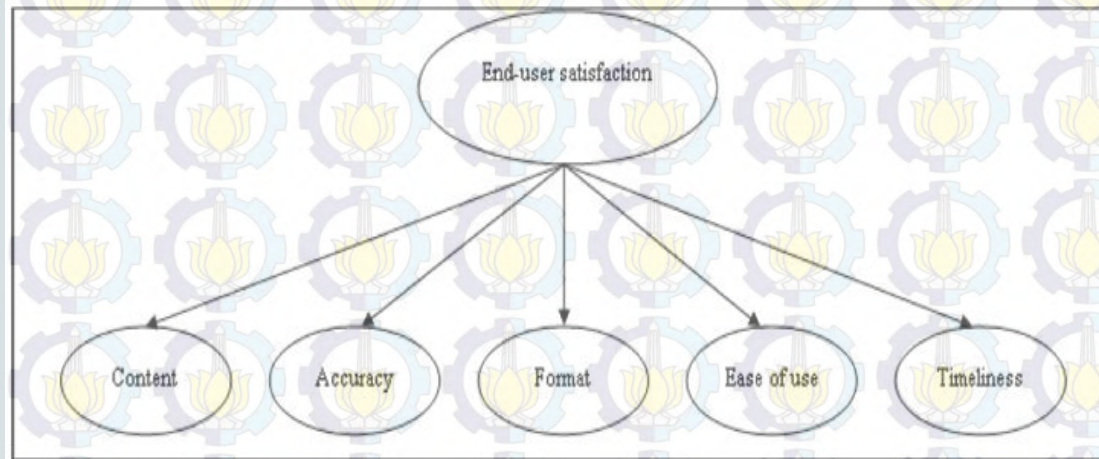 End-user satisfaction
Content
Accuracy
Format
Ease of use
Timeliness